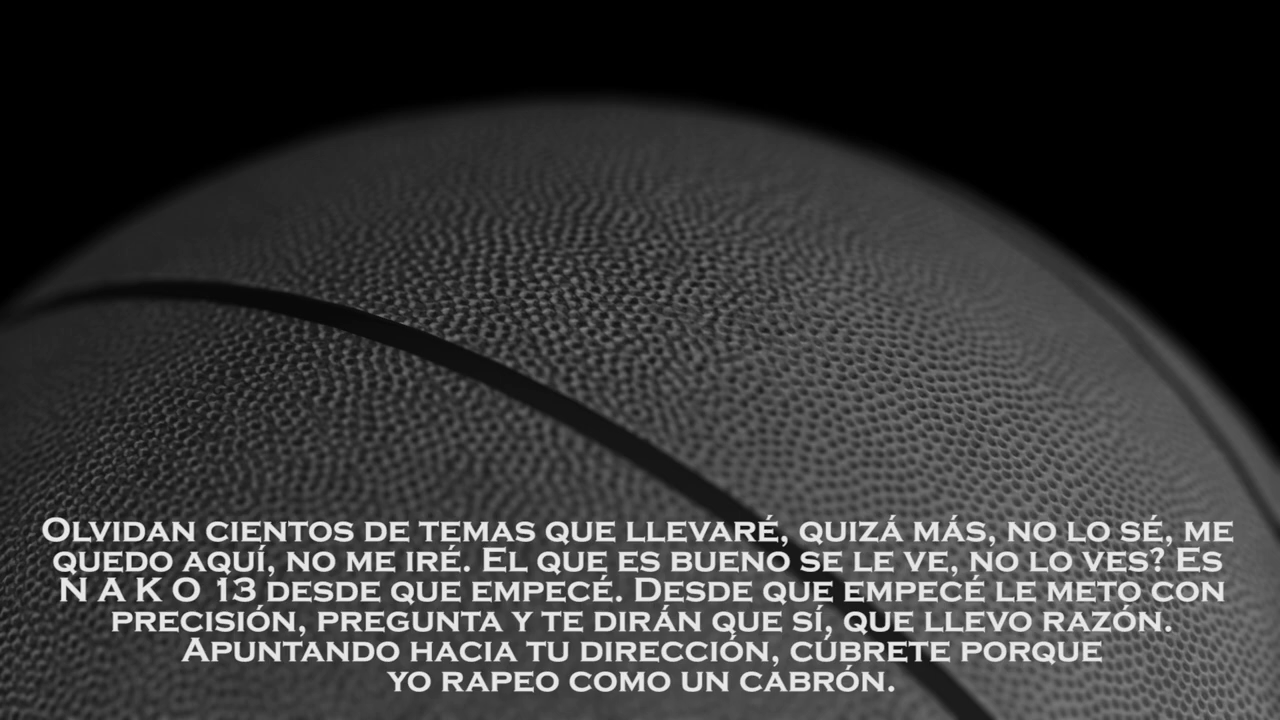 Olvidan cientos de temas que llevaré, quizá más, no lo sé, me
quedo aquí, no me iré. El que es bueno se le ve, no lo ves? Es
N A K O 13 desde que empecé. Desde que empecé le meto con
precisión, pregunta y te dirán que sí, que llevo razón.
Apuntando hacia tu dirección, cúbrete porque
yo rapeo como un cabrón.